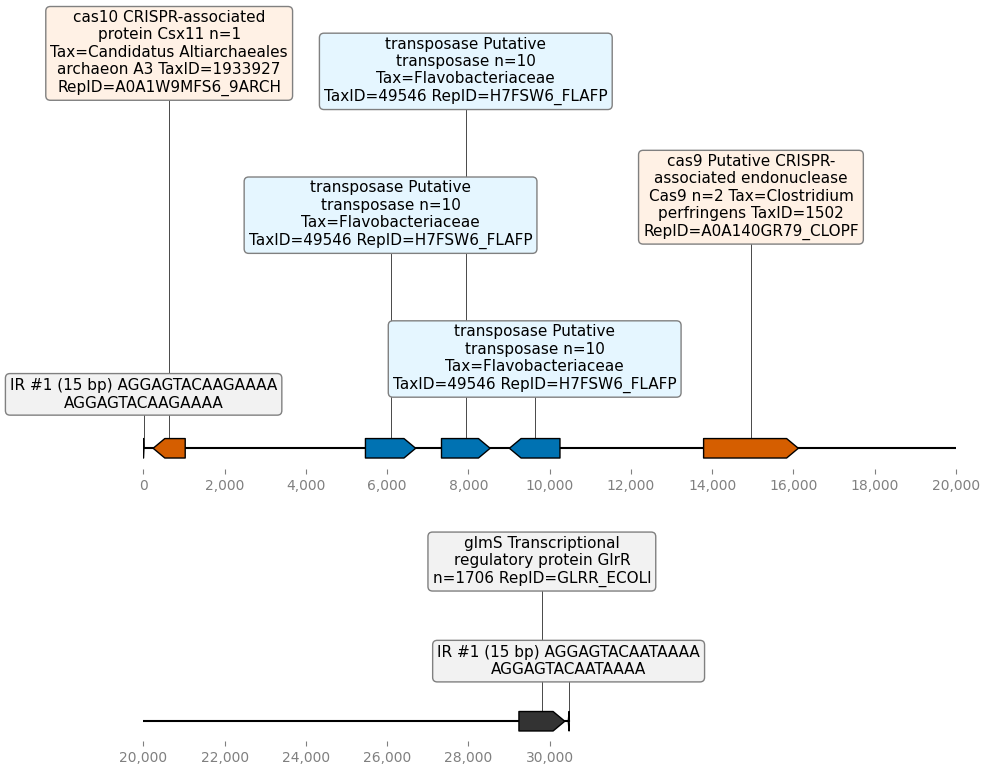 cas10 CRISPR-associated
protein Csx11 n=1
Tax=Candidatus Altiarchaeales
archaeon A3 TaxID=1933927
RepID=A0A1W9MFS6_9ARCH
transposase Putative
transposase n=10
Tax=Flavobacteriaceae
TaxID=49546 RepID=H7FSW6_FLAFP
cas9 Putative CRISPR-
associated endonuclease
Cas9 n=2 Tax=Clostridium
perfringens TaxID=1502
RepID=A0A140GR79_CLOPF
transposase Putative
transposase n=10
Tax=Flavobacteriaceae
TaxID=49546 RepID=H7FSW6_FLAFP
transposase Putative
transposase n=10
Tax=Flavobacteriaceae
TaxID=49546 RepID=H7FSW6_FLAFP
IR #1 (15 bp) AGGAGTACAAGAAAA
AGGAGTACAAGAAAA
0 2,000 4,000 6,000 8,000 10,000 12,000 14,000 16,000 18,000 20,000
glmS Transcriptional
regulatory protein GlrR
n=1706 RepID=GLRR_ECOLI
IR #1 (15 bp) AGGAGTACAATAAAA
AGGAGTACAATAAAA
20,000 22,000 24,000 26,000 28,000 30,000